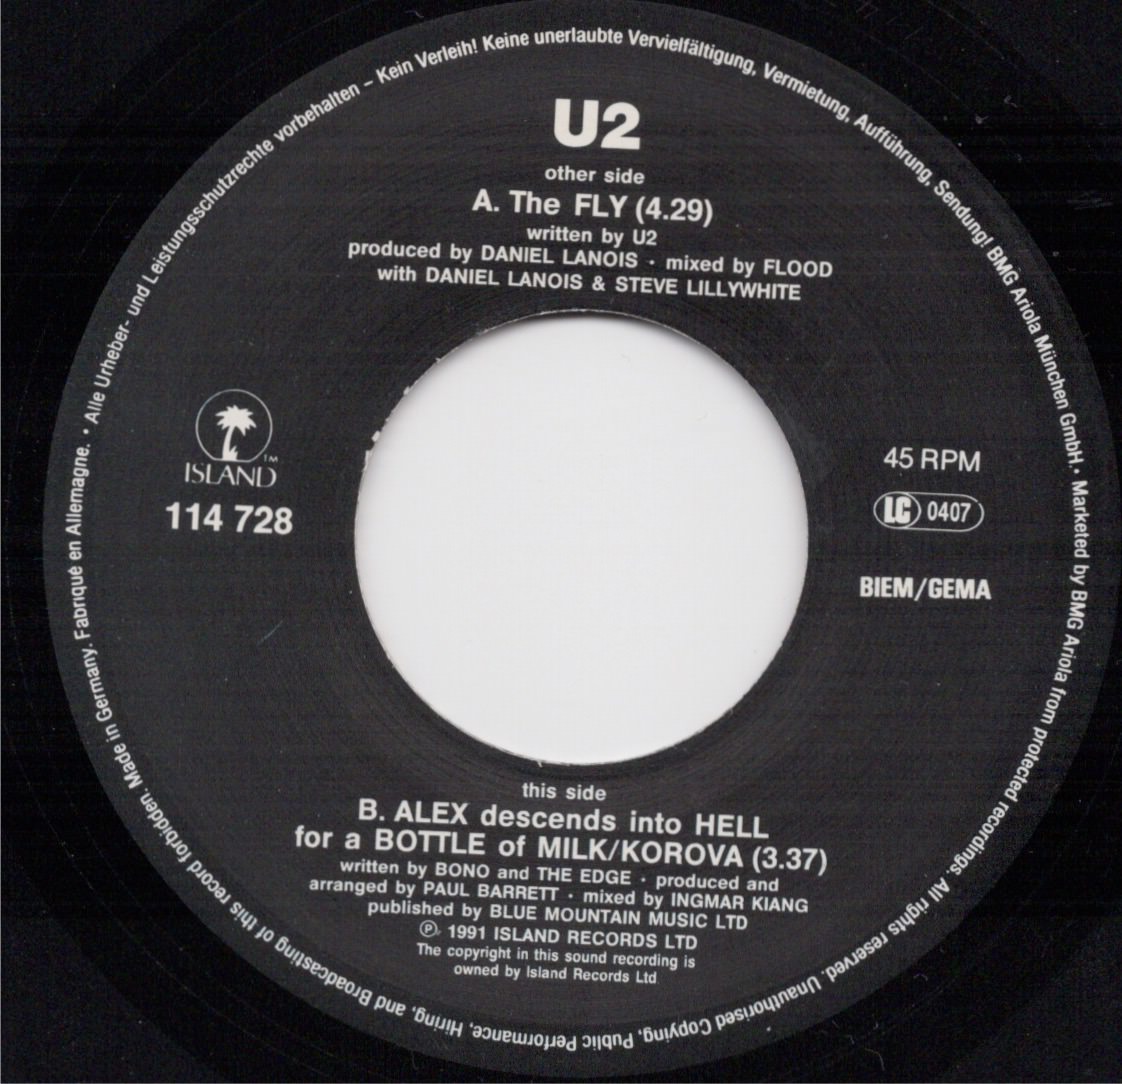 U2
other side
A. The FLY (4.29)
written by U2
produced by DANIEL LANOIS · mixed by FLOOD
with DANIEL LANOIS & STEVE LILLYWHITE
ISLAND™
114 728
45 RPM
LC 0407
BIEM/GEMA
this side
B. ALEX descends into HELL
for a BOTTLE of MILK/KOROVA (3.37)
written by BONO and THE EDGE · produced and
arranged by PAUL BARRETT · mixed by INGMAR KIANG
published by BLUE MOUNTAIN MUSIC LTD
℗ 1991 ISLAND RECORDS LTD
The copyright in this sound recording is
owned by Island Records Ltd
· Alle Urheber- und Leistungsschutzrechte vorbehalten – Kein Verleih! Keine unerlaubte Vervielfältigung, Vermietung, Aufführung, Sendung! BMG Ariola München GmbH. · Marketed by BMG Ariola from protected recordings. All rights reserved. Unauthorised Copying, Public Performance, Hiring, and Broadcasting of this record forbidden. Made in Germany. Fabriqué en Allemagne.